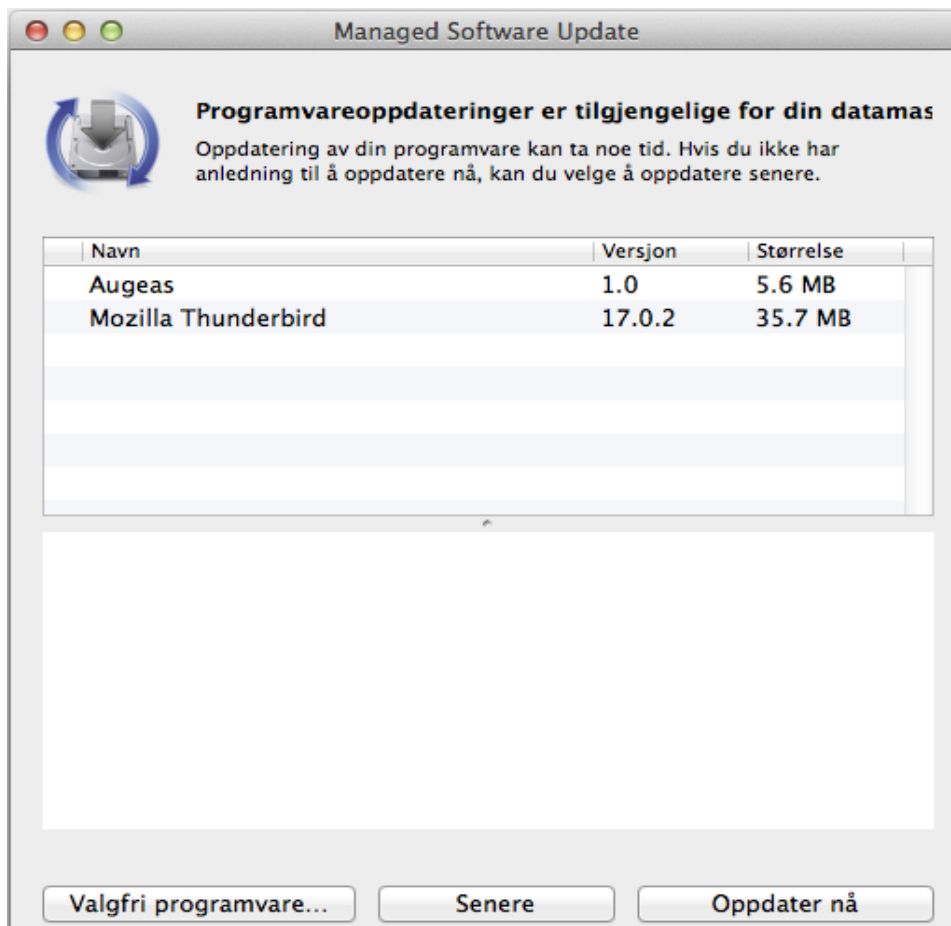 Managed Software Update
Programvareoppdateringer er tilgjengelige for din datamas
Oppdatering av din programvare kan ta noe tid. Hvis du ikke har
anledning til å oppdatere nå, kan du velge å oppdatere senere.
Navn Versjon Størrelse
Augeas 1.0 5.6 MB
Mozilla Thunderbird 17.0.2 35.7 MB
Valgfri programvare... Senere Oppdater nå